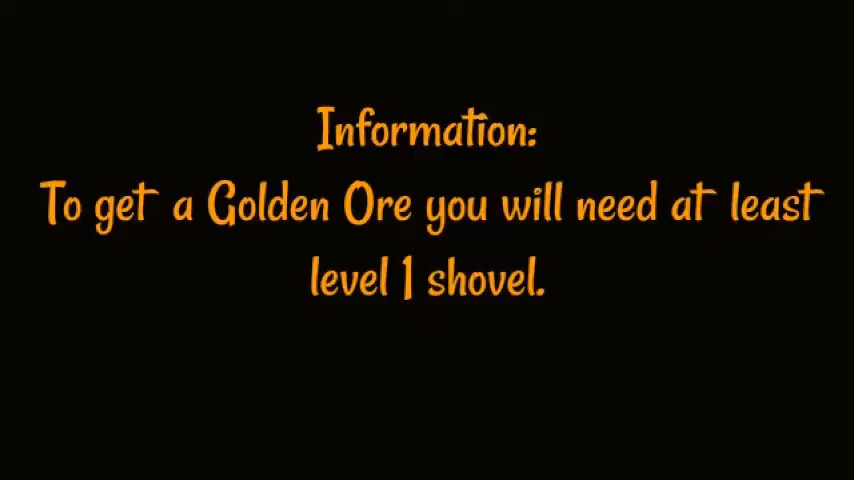 Information:
To get a Golden Ore you will need at least
level 1 shovel.